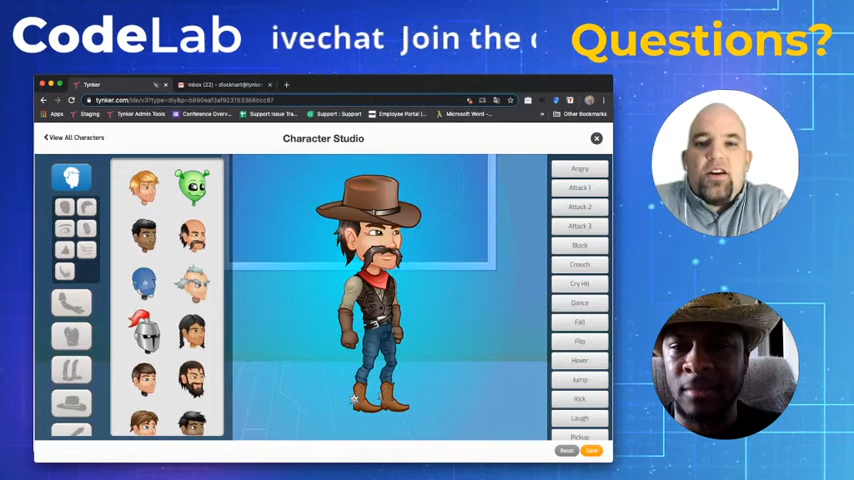 CodeLab
ivechat Join the
Questions?
Tynker
Inbox
tynker.com/ide/v3?type=diy&p=
Apps
Staging
Tynker Admin Tools
Conference Overv...
Support Issue Tra...
Support : Support
Employee Portal |...
Microsoft Word -...
Other Bookmarks
View All Characters
Character Studio
Angry
Attack 1
Attack 2
Attack 3
Block
Crouch
Cry Hit
Dance
Fall
Flip
Hover
Jump
Kick
Laugh
Pickup
Reset
Save